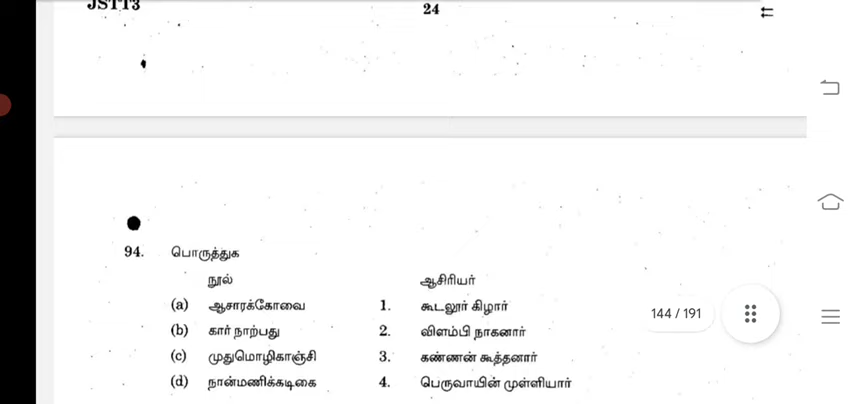 JSTT3 24 ⇇
94. பொருத்துக
நூல் ஆசிரியர்
(a) ஆசாரக்கோவை 1. கூடலூர் கிழார்
(b) கார் நாற்பது 2. விளம்பி நாகனார்
(c) முதுமொழிகாஞ்சி 3. கண்ணன் கூத்தனார்
(d) நான்மணிக்கடிகை 4. பெருவாயின் முள்ளியார்
144 / 191